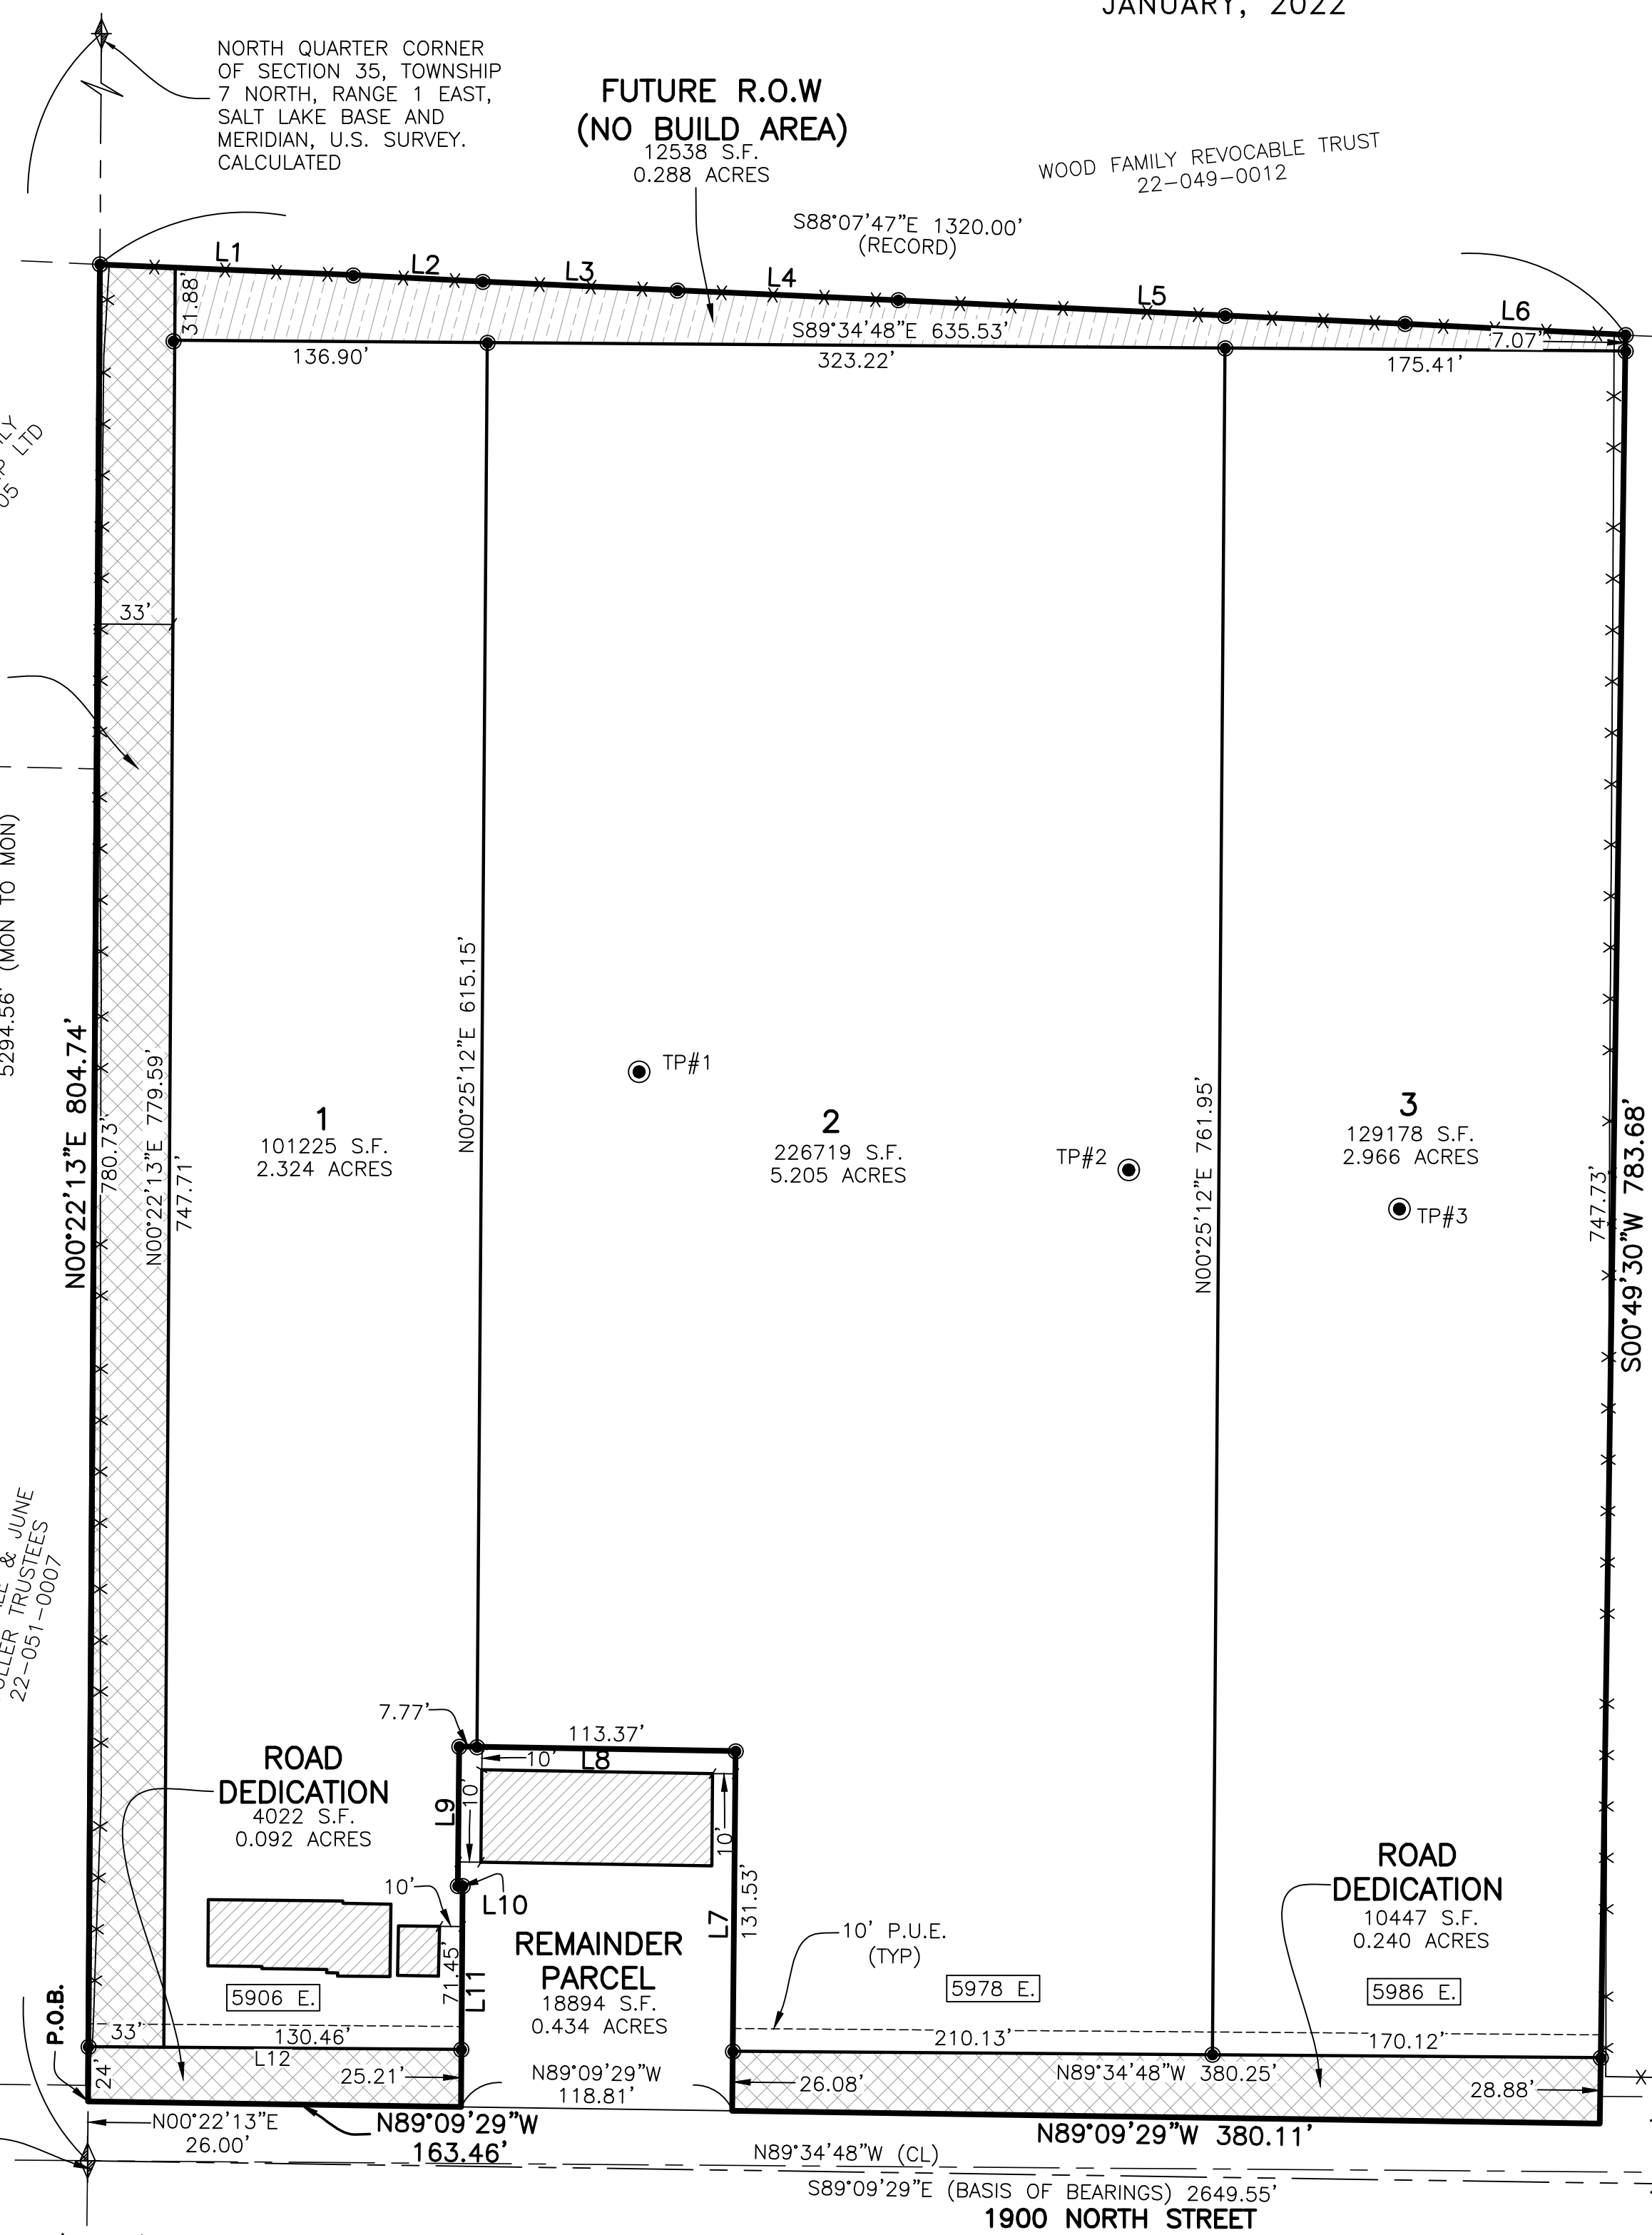 JANUARY, 2022
NORTH QUARTER CORNER
OF SECTION 35, TOWNSHIP
7 NORTH, RANGE 1 EAST,
SALT LAKE BASE AND
MERIDIAN, U.S. SURVEY.
CALCULATED
FUTURE R.O.W
(NO BUILD AREA)
12538 S.F.
0.288 ACRES
WOOD FAMILY REVOCABLE TRUST
22-049-0012
S88°07'47"E 1320.00'
(RECORD)
L1
L2
L3
L4
L5
L6
31.88'
S89°34'48"E 635.53'
7.07'
136.90'
323.22'
175.41'
LTD
33'
5294.56' (MON TO MON)
N00°22'13"E 804.74'
780.73'
N00°22'13"E 779.59'
747.71'
N00°25'12"E 615.15'
N00°25'12"E 761.95'
747.73'
S00°49'30"W 783.68'
TP#1
TP#2
TP#3
1
101225 S.F.
2.324 ACRES
2
226719 S.F.
5.205 ACRES
3
129178 S.F.
2.966 ACRES
& JUNE
TRUSTEES
22-051-0007
7.77'
113.37'
10'
L8
L9
10'
10'
L7
131.53'
ROAD
DEDICATION
4022 S.F.
0.092 ACRES
10'
L10
71.45'
L11
REMAINDER
PARCEL
18894 S.F.
0.434 ACRES
10' P.U.E.
(TYP)
ROAD
DEDICATION
10447 S.F.
0.240 ACRES
5906 E.
5978 E.
5986 E.
P.O.B.
33'
130.46'
L12
24'
25.21'
N89°09'29"W
118.81'
210.13'
170.12'
N89°34'48"W 380.25'
26.08'
28.88'
N00°22'13"E
26.00'
N89°09'29"W
163.46'
N89°09'29"W 380.11'
N89°34'48"W (CL)
S89°09'29"E (BASIS OF BEARINGS) 2649.55'
1900 NORTH STREET